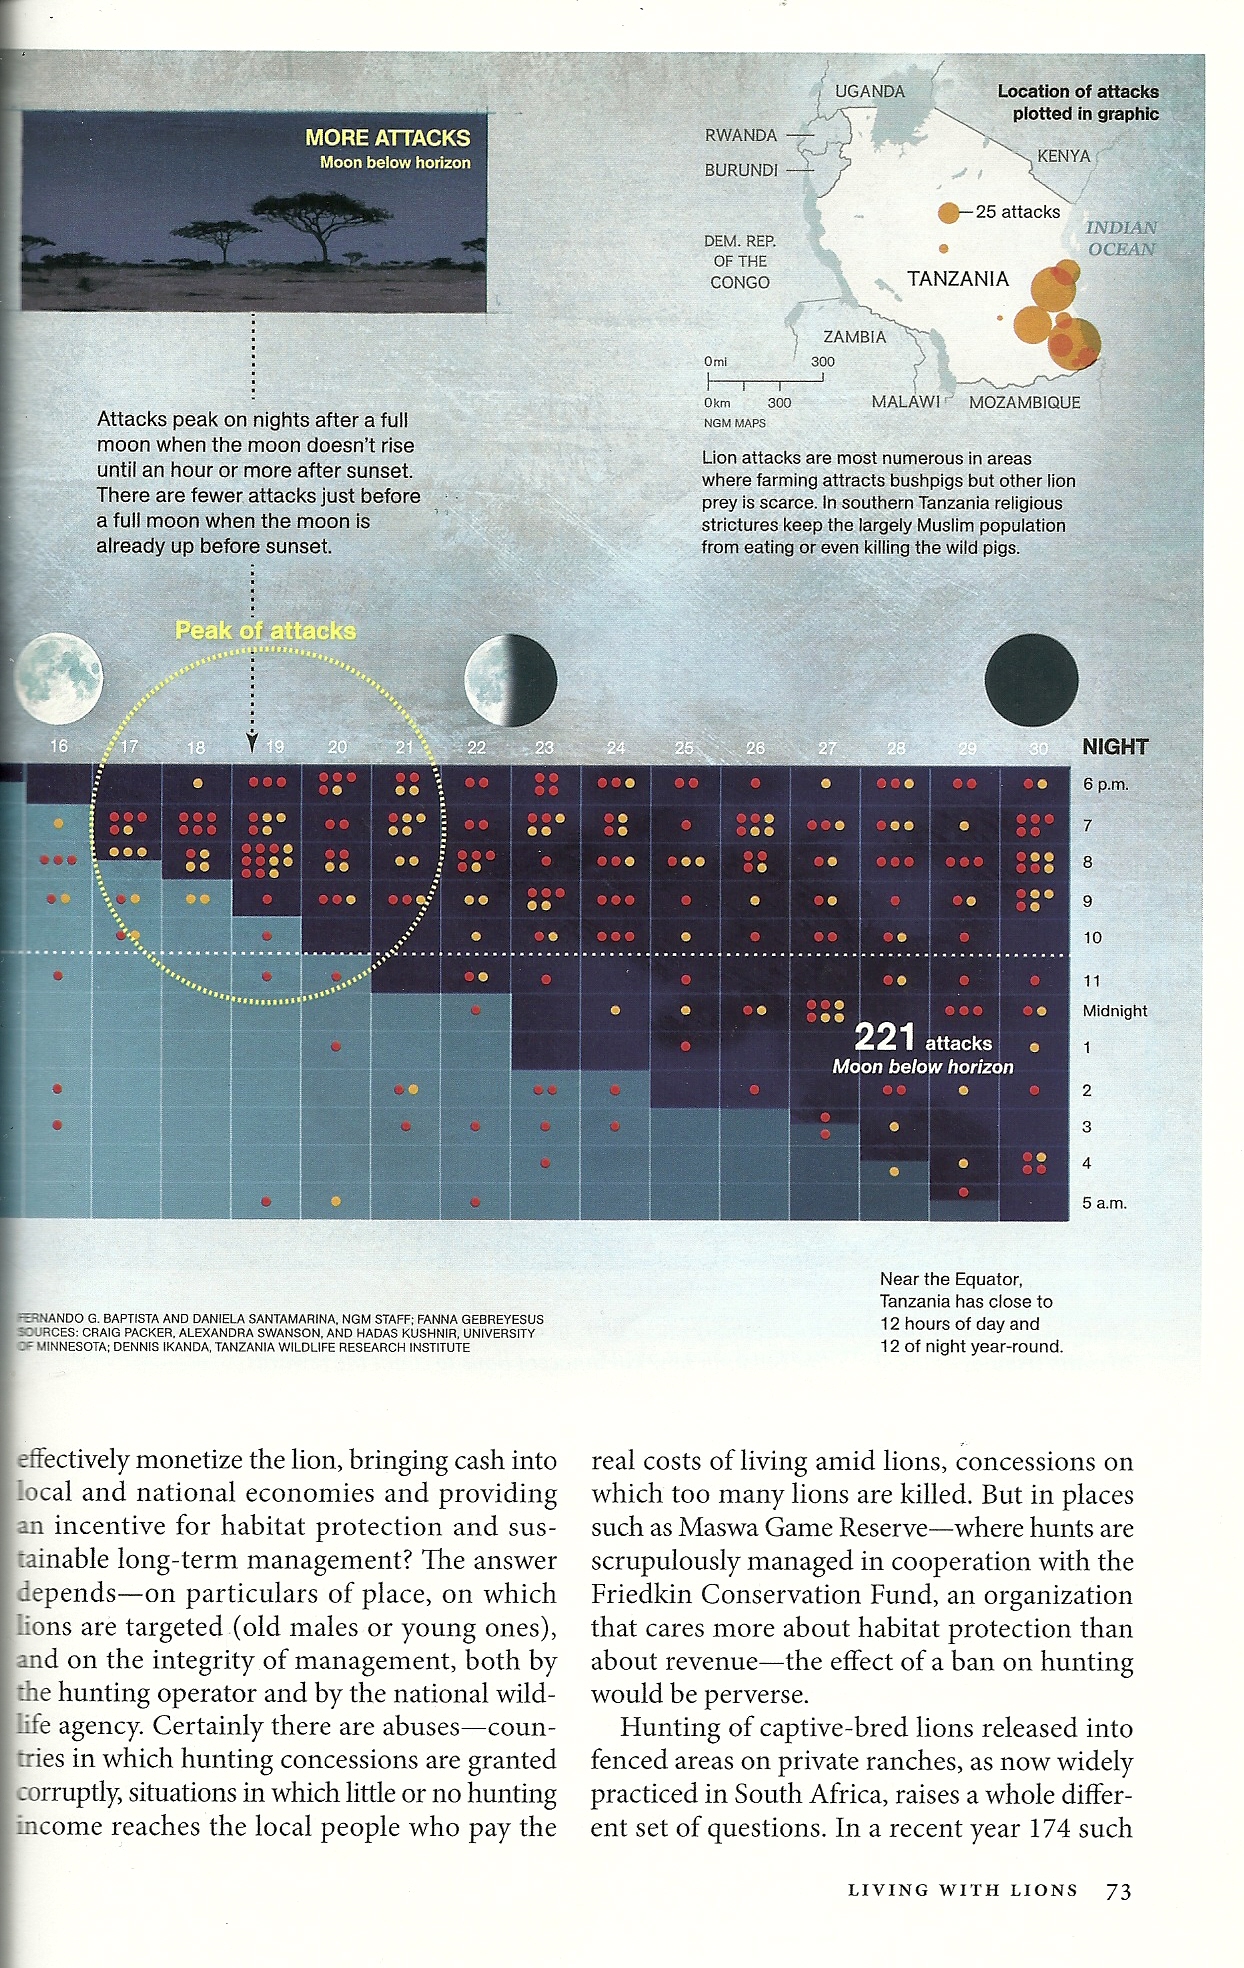 MORE ATTACKS
Moon below horizon
Location of attacks
plotted in graphic
UGANDA
RWANDA
BURUNDI
KENYA
25 attacks
INDIAN
OCEAN
DEM. REP.
OF THE
CONGO
TANZANIA
ZAMBIA
0mi 300
0km 300
NGM MAPS
MALAWI MOZAMBIQUE
Attacks peak on nights after a full
moon when the moon doesn't rise
until an hour or more after sunset.
There are fewer attacks just before
a full moon when the moon is
already up before sunset.
Lion attacks are most numerous in areas
where farming attracts bushpigs but other lion
prey is scarce. In southern Tanzania religious
strictures keep the largely Muslim population
from eating or even killing the wild pigs.
Peak of attacks
16 17 18 19 20 21 22 23 24 25 26 27 28 29 30 NIGHT
6 p.m.
7
8
9
10
11
Midnight
221 attacks
Moon below horizon
1
2
3
4
5 a.m.
Near the Equator,
Tanzania has close to
12 hours of day and
12 of night year-round.
FERNANDO G. BAPTISTA AND DANIELA SANTAMARINA, NGM STAFF; FANNA GEBREYESUS
SOURCES: CRAIG PACKER, ALEXANDRA SWANSON, AND HADAS KUSHNIR, UNIVERSITY
OF MINNESOTA; DENNIS IKANDA, TANZANIA WILDLIFE RESEARCH INSTITUTE
effectively monetize the lion, bringing cash into
local and national economies and providing
an incentive for habitat protection and sus-
tainable long-term management? The answer
depends—on particulars of place, on which
lions are targeted (old males or young ones),
and on the integrity of management, both by
the hunting operator and by the national wild-
life agency. Certainly there are abuses—coun-
tries in which hunting concessions are granted
corruptly, situations in which little or no hunting
income reaches the local people who pay the
real costs of living amid lions, concessions on
which too many lions are killed. But in places
such as Maswa Game Reserve—where hunts are
scrupulously managed in cooperation with the
Friedkin Conservation Fund, an organization
that cares more about habitat protection than
about revenue—the effect of a ban on hunting
would be perverse.
Hunting of captive-bred lions released into
fenced areas on private ranches, as now widely
practiced in South Africa, raises a whole differ-
ent set of questions. In a recent year 174 such
LIVING WITH LIONS 73